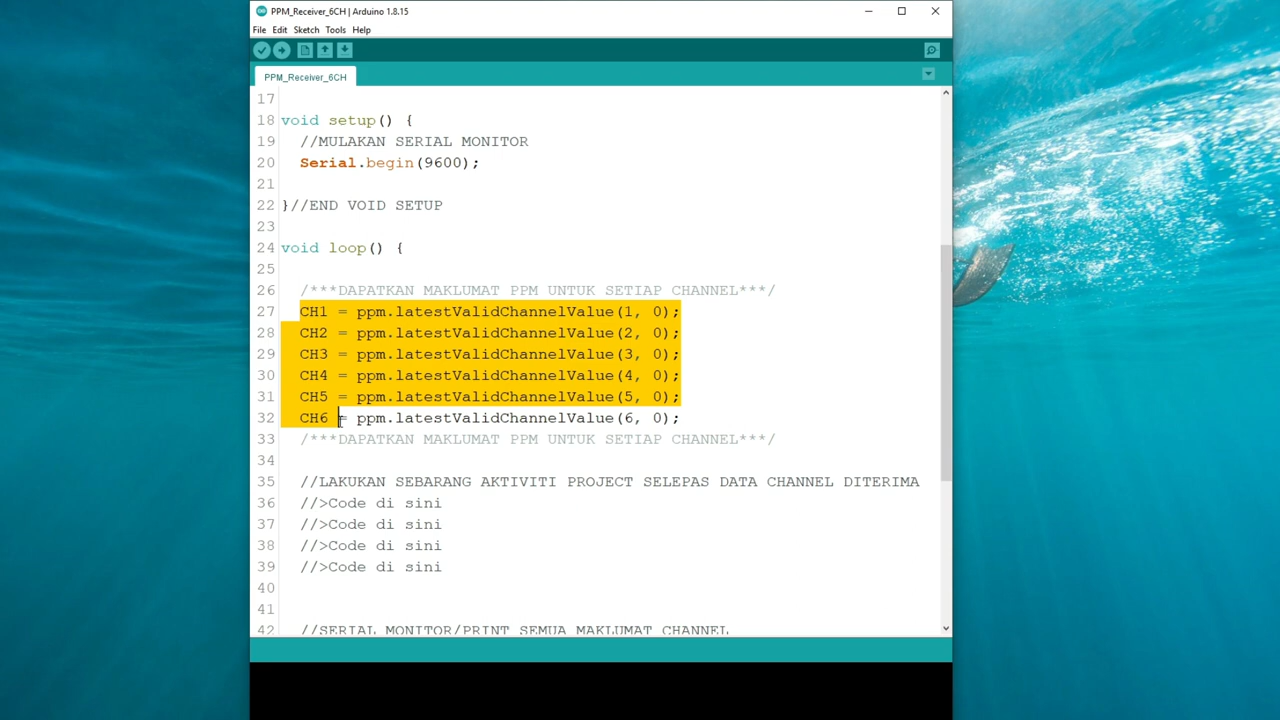 PPM_Receiver_6CH | Arduino 1.8.15
File Edit Sketch Tools Help
PPM_Receiver_6CH
17
18 void setup() {
19 //MULAKAN SERIAL MONITOR
20 Serial.begin(9600);
21
22 }//END VOID SETUP
23
24 void loop() {
25
26 /***DAPATKAN MAKLUMAT PPM UNTUK SETIAP CHANNEL***/
27 CH1 = ppm.latestValidChannelValue(1, 0);
28 CH2 = ppm.latestValidChannelValue(2, 0);
29 CH3 = ppm.latestValidChannelValue(3, 0);
30 CH4 = ppm.latestValidChannelValue(4, 0);
31 CH5 = ppm.latestValidChannelValue(5, 0);
32 CH6 = ppm.latestValidChannelValue(6, 0);
33 /***DAPATKAN MAKLUMAT PPM UNTUK SETIAP CHANNEL***/
34
35 //LAKUKAN SEBARANG AKTIVITI PROJECT SELEPAS DATA CHANNEL DITERIMA
36 //>Code di sini
37 //>Code di sini
38 //>Code di sini
39 //>Code di sini
40
41
42 //SERIAL MONITOR/PRINT SEMUA MAKLUMAT CHANNEL